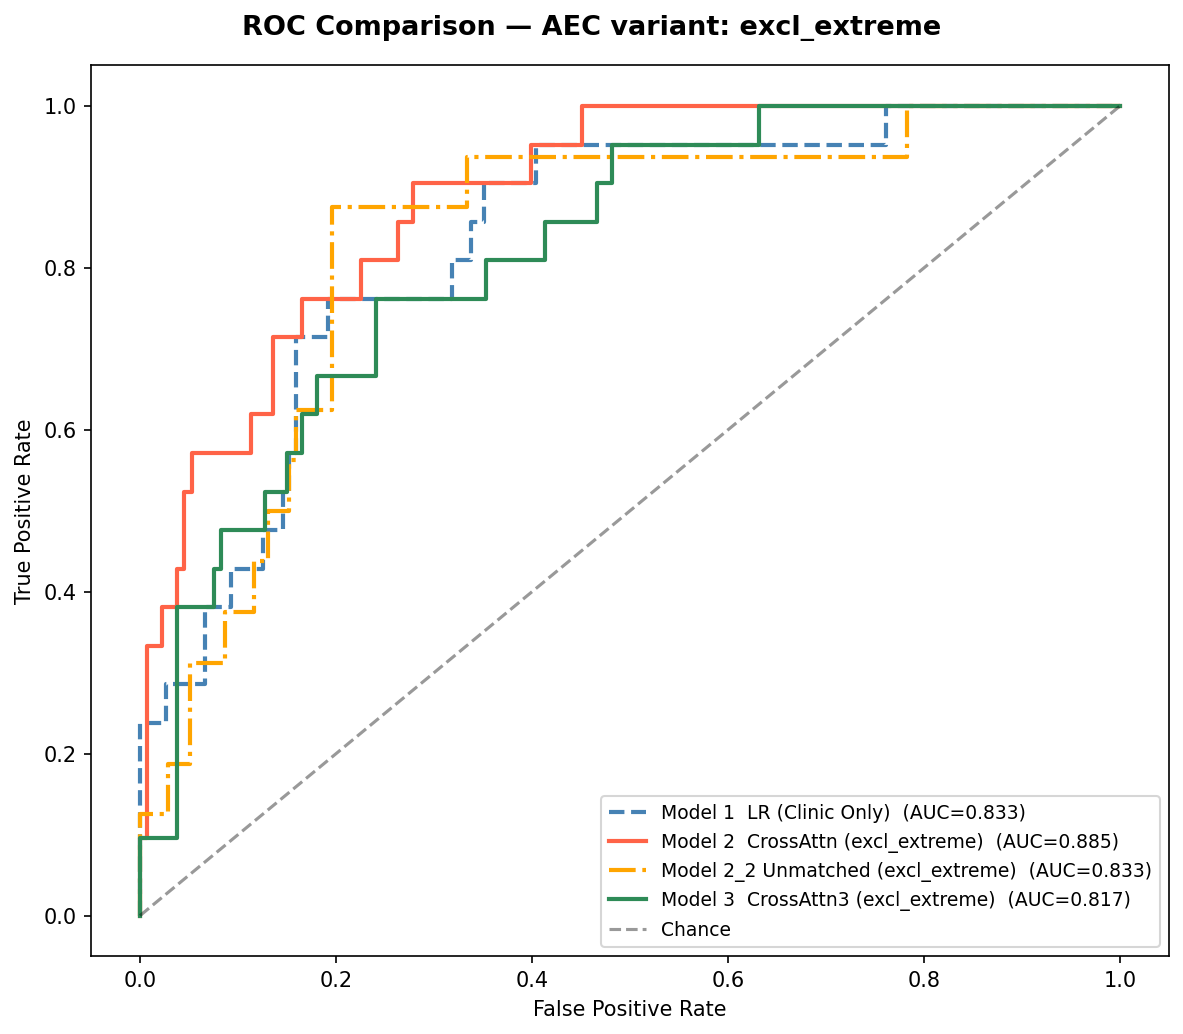 ROC Comparison — AEC variant: excl_extreme
True Positive Rate
1.0
0.8
0.6
0.4
0.2
0.0
Model 1  LR (Clinic Only)  (AUC=0.833)
Model 2  CrossAttn (excl_extreme)  (AUC=0.885)
Model 2_2 Unmatched (excl_extreme)  (AUC=0.833)
Model 3  CrossAttn3 (excl_extreme)  (AUC=0.817)
Chance
0.0 0.2 0.4 0.6 0.8 1.0
False Positive Rate